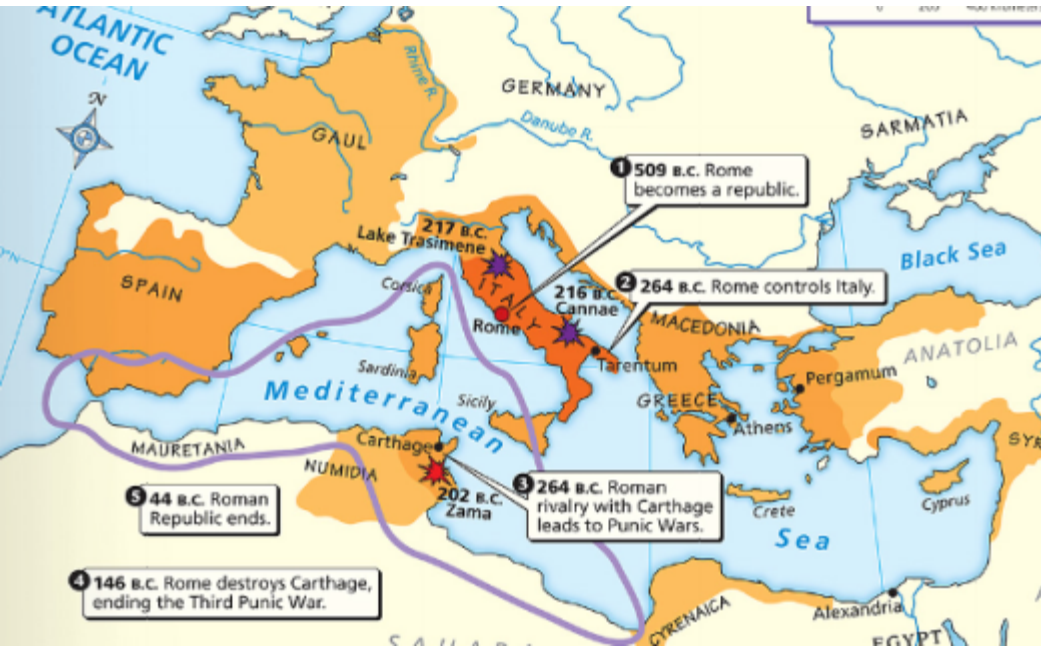 ATLANTIC
OCEAN
N
Rhine R.
GERMANY
GAUL
Danube R.
SARMATIA
1 509 B.C. Rome
becomes a republic.
217 B.C.
Lake Trasimene
Black Sea
SPAIN
Corsica
ITALY
2 264 B.C. Rome controls Italy.
216 B.C.
Cannae
Rome
MACEDONIA
ANATOLIA
Sardinia
Tarentum
Pergamum
Mediterranean
Sicily
GREECE
Athens
MAURETANIA
Carthage
NUMIDIA
SYR
202 B.C.
Zama
3 264 B.C. Roman
rivalry with Carthage
leads to Punic Wars.
5 44 B.C. Roman
Republic ends.
Crete
Cyprus
Sea
4 146 B.C. Rome destroys Carthage,
ending the Third Punic War.
CYRENAICA
Alexandria
EGYPT